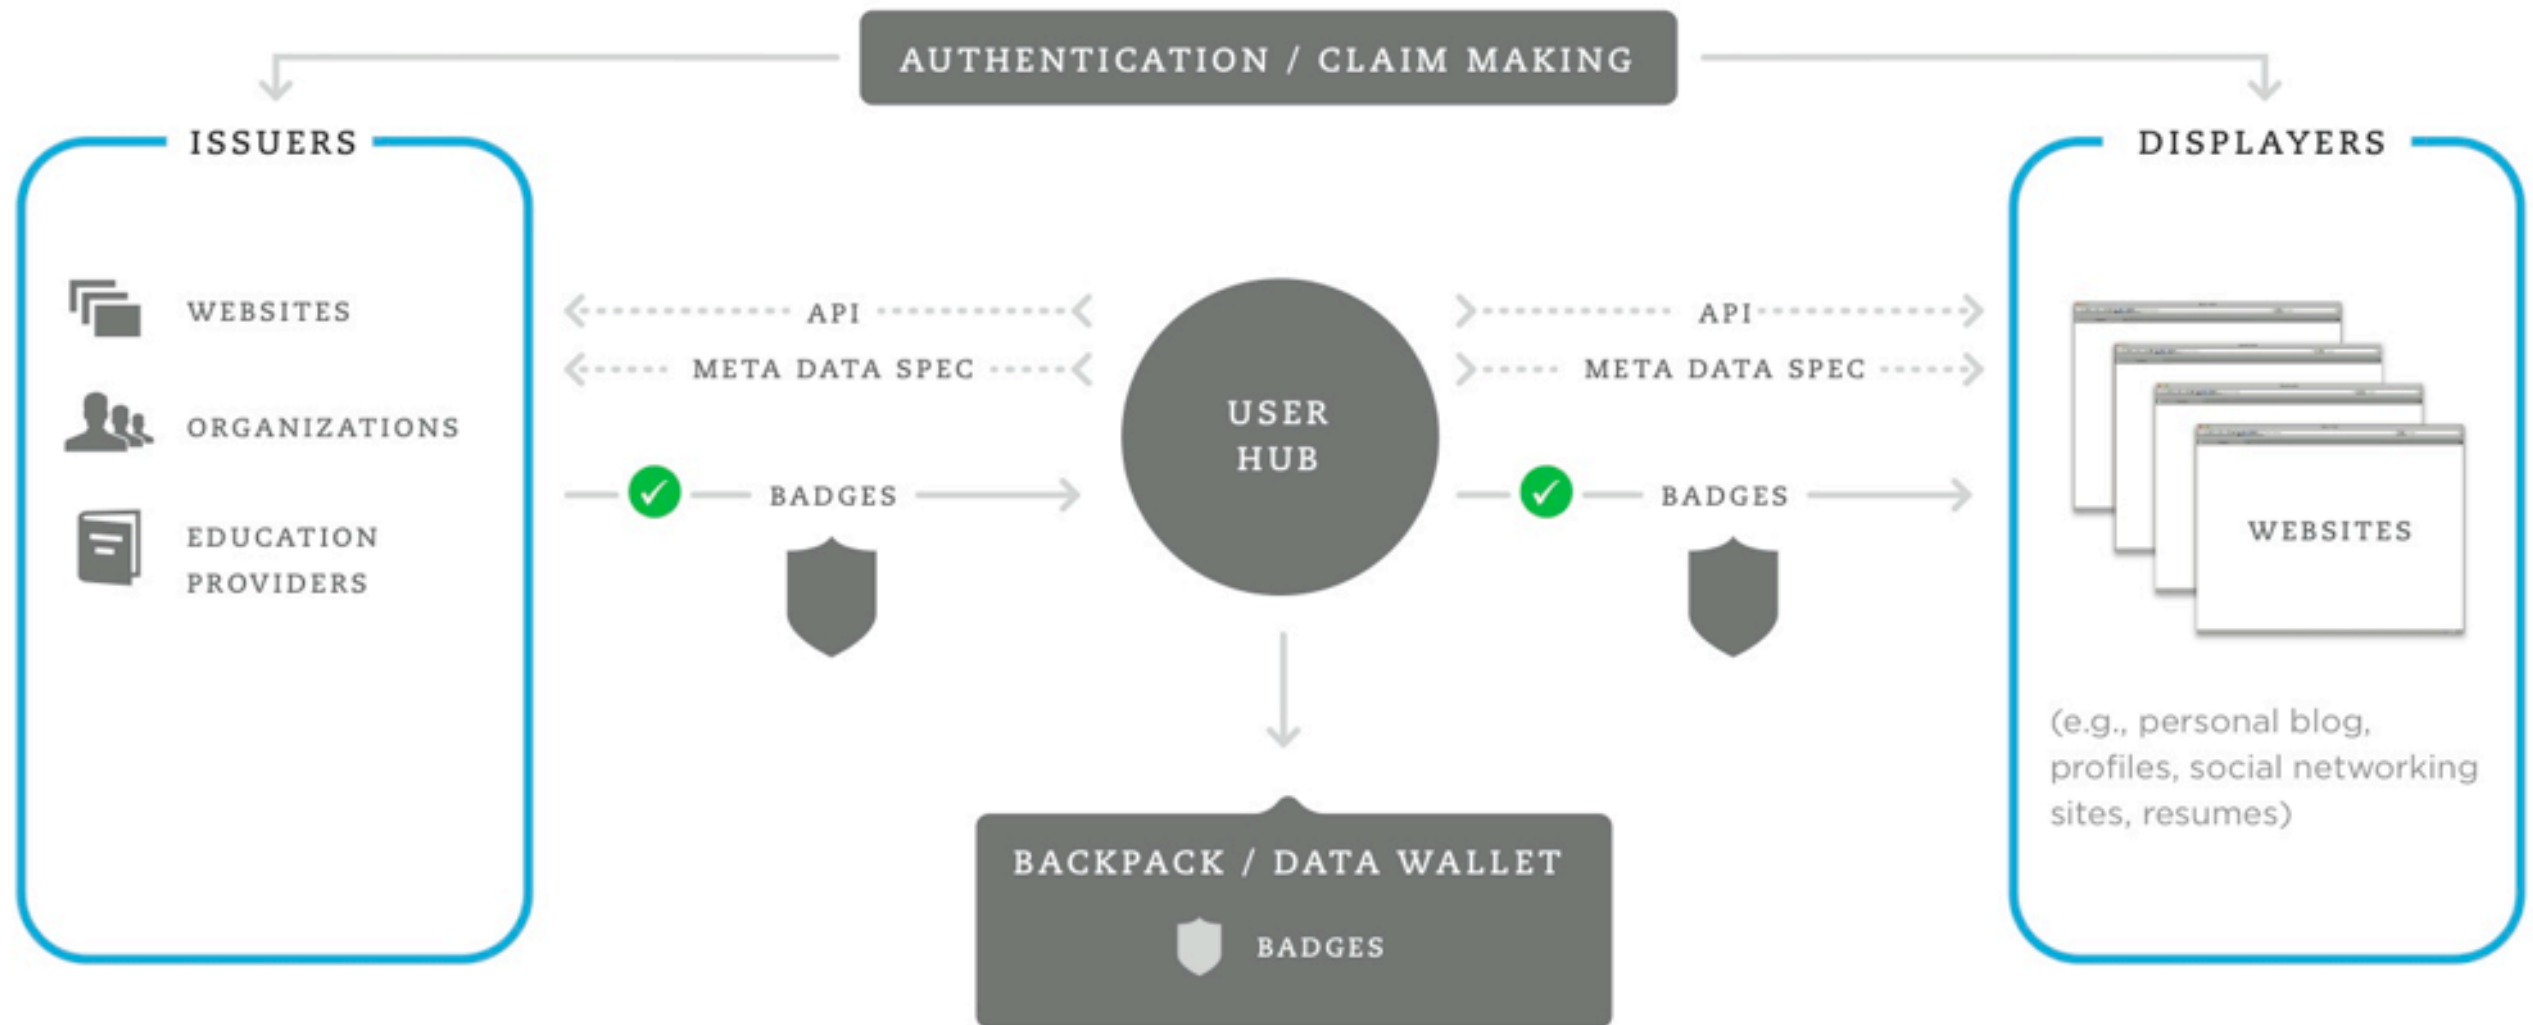 AUTHENTICATION / CLAIM MAKING
ISSUERS
WEBSITES
ORGANIZATIONS
EDUCATION
PROVIDERS
API
META DATA SPEC
BADGES
USER
HUB
API
META DATA SPEC
BADGES
DISPLAYERS
WEBSITES
(e.g., personal blog,
profiles, social networking
sites, resumes)
BACKPACK / DATA WALLET
BADGES